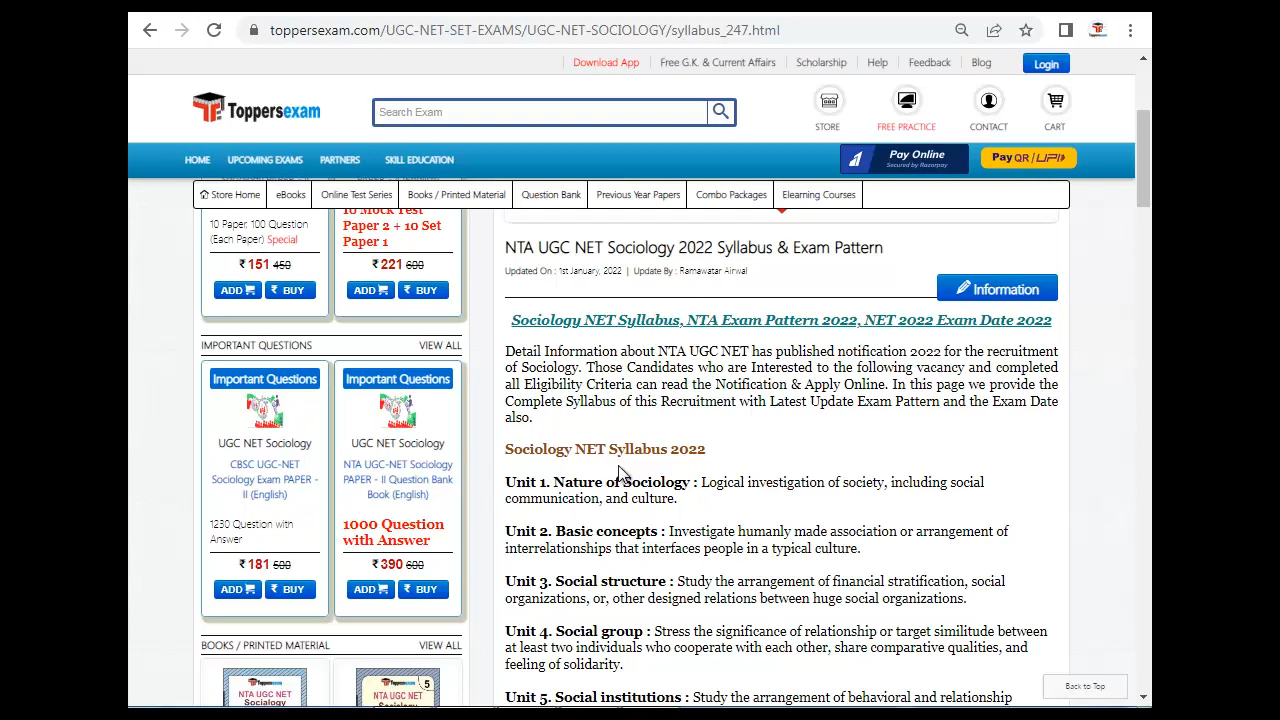 toppersexam.com/UGC-NET-SET-EXAMS/UGC-NET-SOCIOLOGY/syllabus_247.html
Download App Free G.K. & Current Affairs Scholarship Help Feedback Blog Login
Toppersexam
Search Exam
STORE FREE PRACTICE CONTACT CART
HOME UPCOMING EXAMS PARTNERS SKILL EDUCATION
Pay Online
Secured by Razorpay
Pay QR/UPI
Store Home eBooks Online Test Series Books / Printed Material Question Bank Previous Year Papers Combo Packages Elearning Courses
10 Paper, 100 Question
(Each Paper) Special
₹ 151 450
ADD ₹ BUY
10 Mock Test
Paper 2 + 10 Set
Paper 1
₹ 221 600
ADD ₹ BUY
IMPORTANT QUESTIONS VIEW ALL
Important Questions
UGC NET Sociology
CBSC UGC-NET
Sociology Exam PAPER -
II (English)
1230 Question with
Answer
₹ 181 500
ADD ₹ BUY
Important Questions
UGC NET Sociology
NTA UGC-NET Sociology
PAPER - II Question Bank
Book (English)
1000 Question
with Answer
₹ 390 600
ADD ₹ BUY
BOOKS / PRINTED MATERIAL VIEW ALL
Toppersexam
NTA UGC NET
Sociology
Toppersexam
5
NTA UGC NET
NTA UGC NET Sociology 2022 Syllabus & Exam Pattern
Updated On : 1st January, 2022 | Update By : Ramawatar Airwal
Information
Sociology NET Syllabus, NTA Exam Pattern 2022, NET 2022 Exam Date 2022
Detail Information about NTA UGC NET has published notification 2022 for the recruitment
of Sociology. Those Candidates who are Interested to the following vacancy and completed
all Eligibility Criteria can read the Notification & Apply Online. In this page we provide the
Complete Syllabus of this Recruitment with Latest Update Exam Pattern and the Exam Date
also.
Sociology NET Syllabus 2022
Unit 1. Nature of Sociology : Logical investigation of society, including social
communication, and culture.
Unit 2. Basic concepts : Investigate humanly made association or arrangement of
interrelationships that interfaces people in a typical culture.
Unit 3. Social structure : Study the arrangement of financial stratification, social
organizations, or, other designed relations between huge social organizations.
Unit 4. Social group : Stress the significance of relationship or target similitude between
at least two individuals who cooperate with each other, share comparative qualities, and
feeling of solidarity.
Unit 5. Social institutions : Study the arrangement of behavioral and relationship
Back to Top